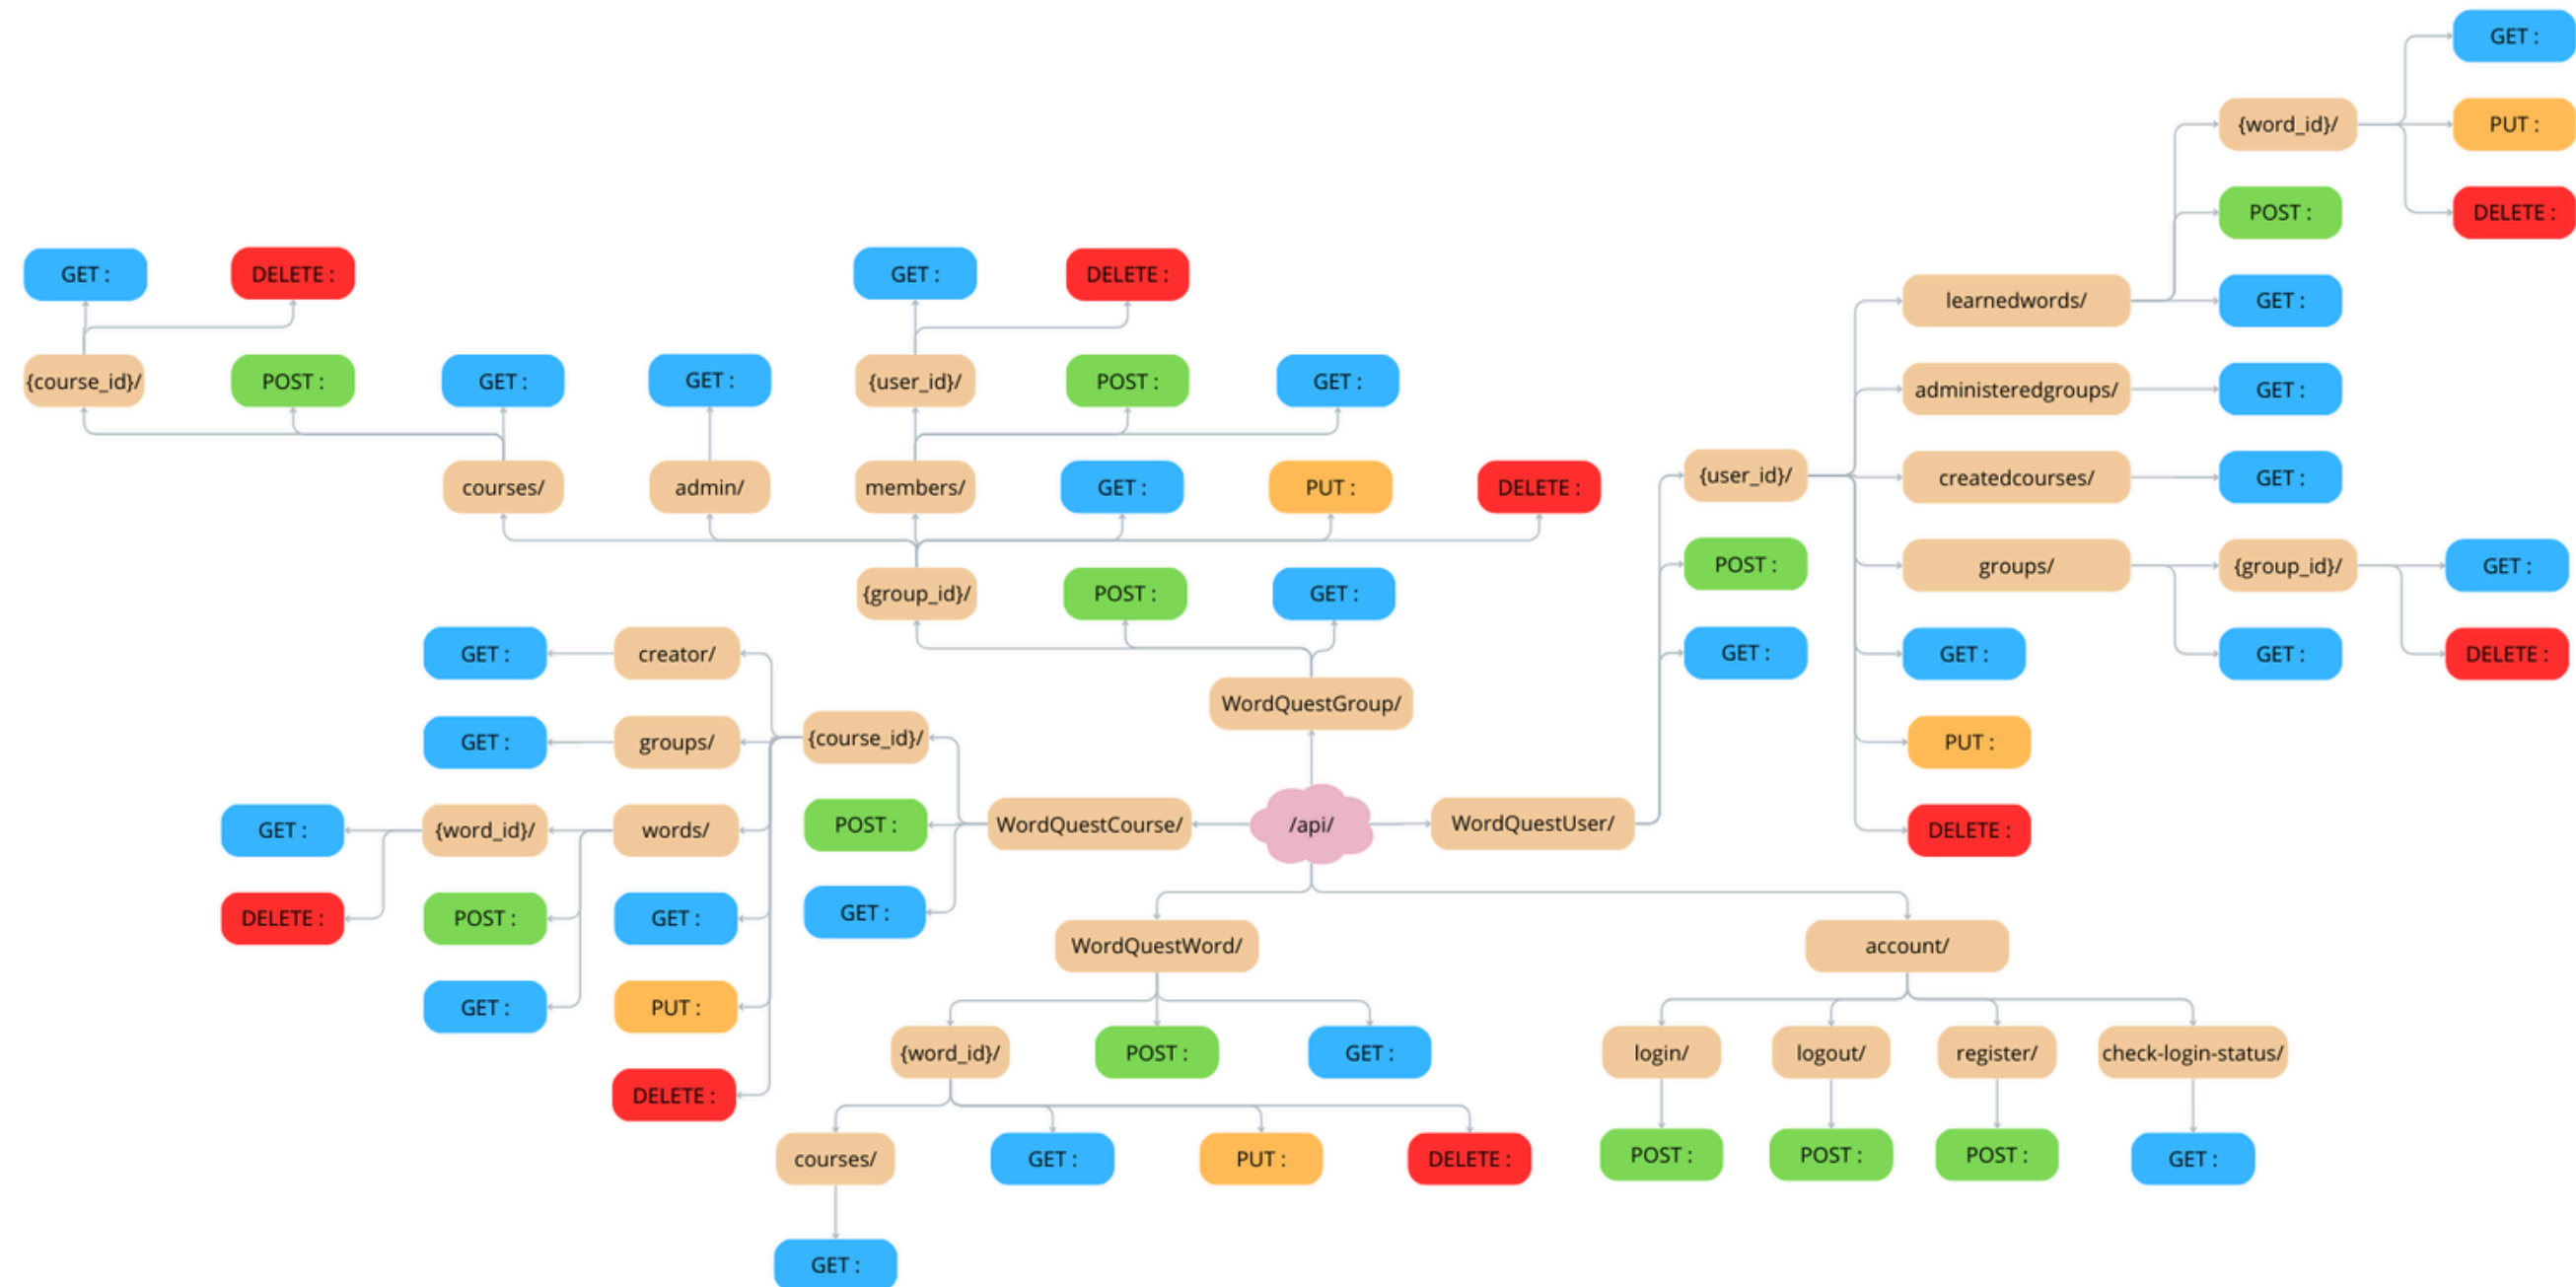 GET :
{word_id}/
PUT :
POST :
DELETE :
GET :
DELETE :
GET :
DELETE :
learnedwords/
GET :
{course_id}/
POST :
GET :
GET :
{user_id}/
POST :
GET :
administeredgroups/
GET :
courses/
admin/
members/
GET :
PUT :
DELETE :
{user_id}/
createdcourses/
GET :
POST :
groups/
{group_id}/
GET :
{group_id}/
POST :
GET :
GET :
creator/
GET :
GET :
GET :
DELETE :
WordQuestGroup/
GET :
groups/
{course_id}/
PUT :
GET :
{word_id}/
words/
POST :
WordQuestCourse/
/api/
WordQuestUser/
DELETE :
DELETE :
POST :
GET :
GET :
WordQuestWord/
account/
GET :
PUT :
{word_id}/
POST :
GET :
login/
logout/
register/
check-login-status/
DELETE :
courses/
GET :
PUT :
DELETE :
POST :
POST :
POST :
GET :
GET :